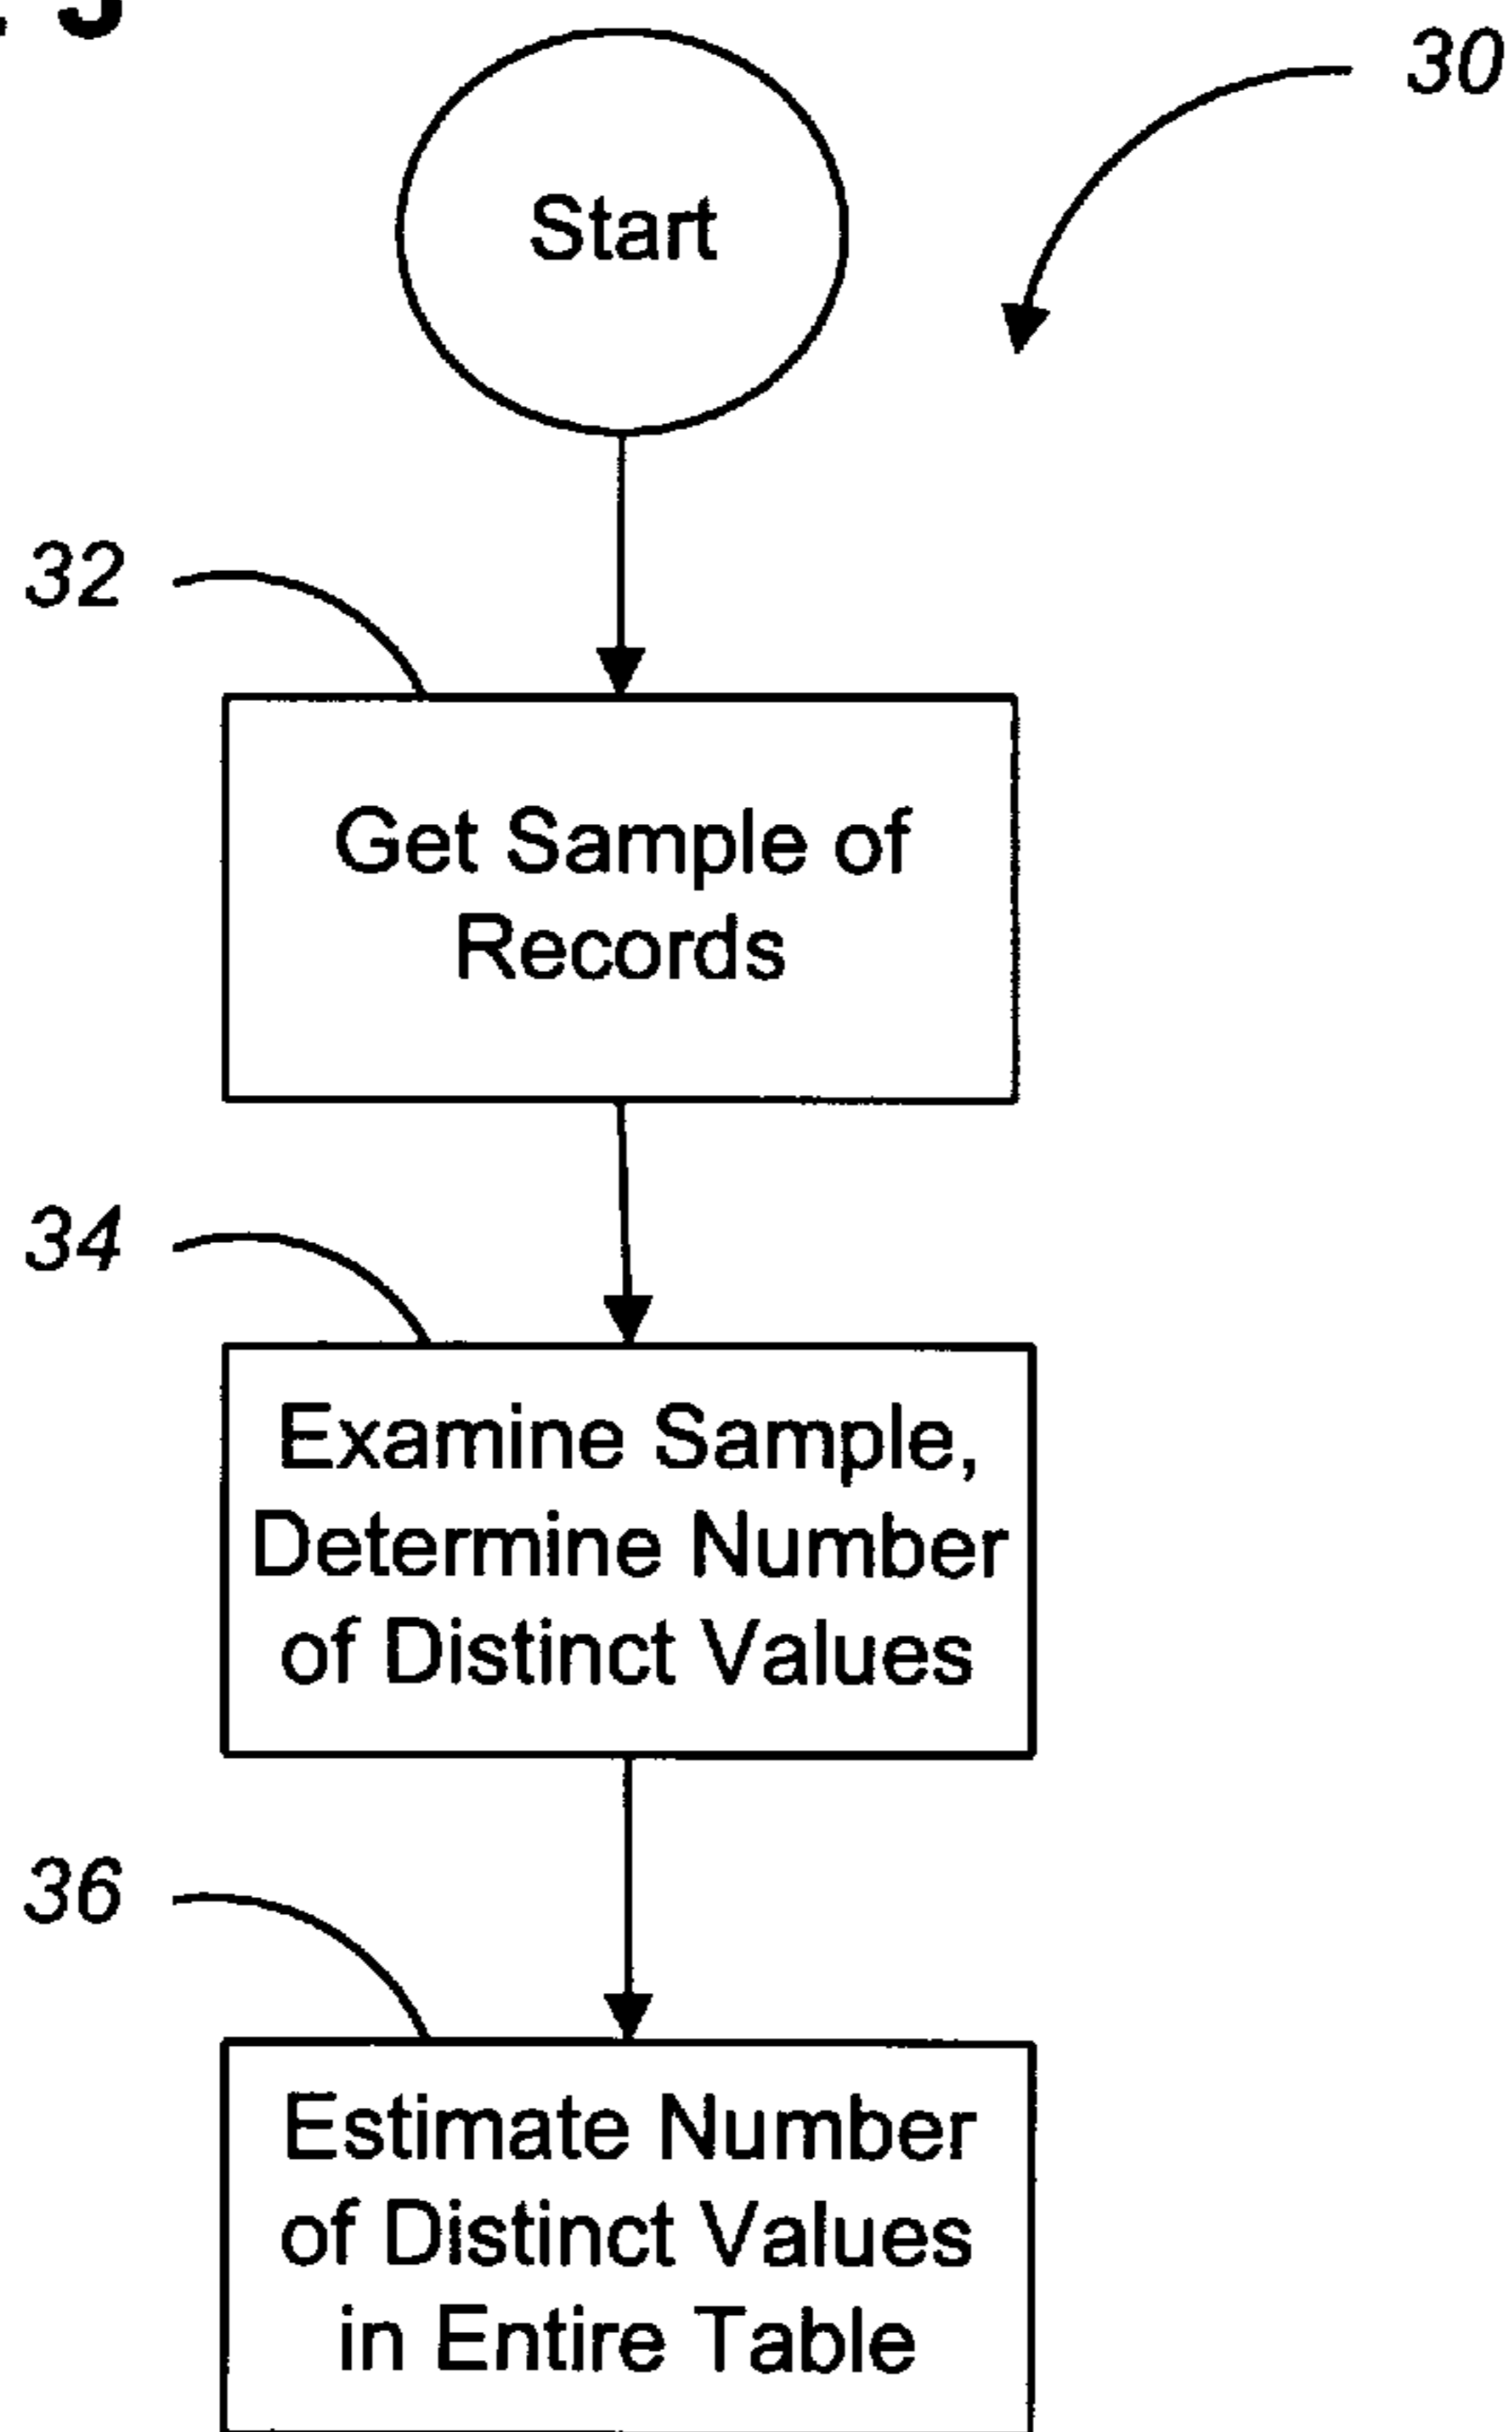 30
Start
32
Get Sample of
Records
34
Examine Sample,
Determine Number
of Distinct Values
36
Estimate Number
of Distinct Values
in Entire Table